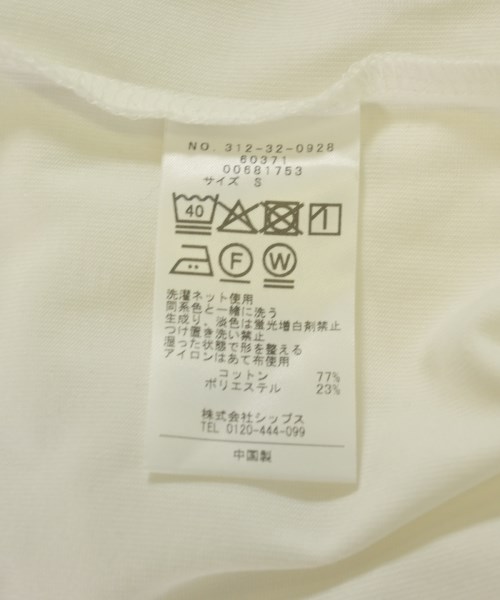 NO. 312-32-0928
60371
00681753
サイズ S
40
F W
洗濯ネット使用
同系色と一緒に洗う
生成り、淡色は蛍光増白剤禁止
つけ置き洗い禁止
湿った状態で形を整える
アイロンはあて布使用
コットン 77%
ポリエステル 23%
株式会社シップス
TEL 0120-444-099
中国製